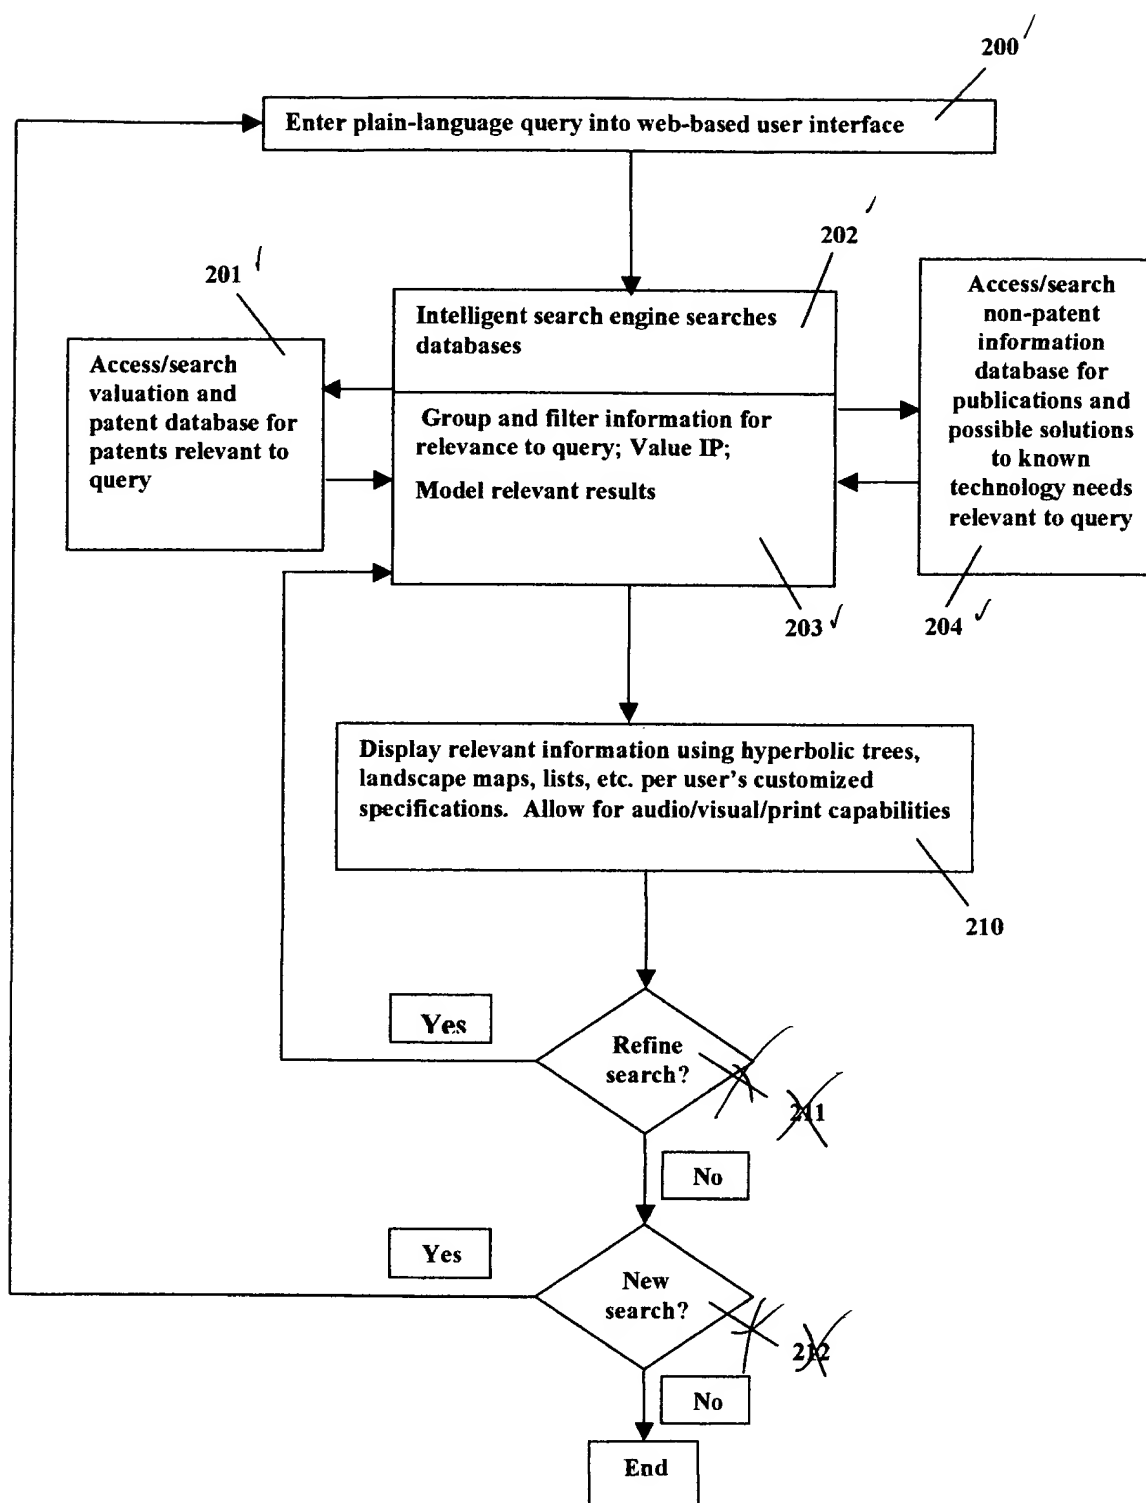 200
Enter plain-language query into web-based user interface
202
201
Intelligent search engine searches
databases
Access/search
valuation and
patent database for
patents relevant to
query
Group and filter information for
relevance to query; Value IP;
Model relevant results
Access/search
non-patent
information
database for
publications and
possible solutions
to known
technology needs
relevant to query
203
204
Display relevant information using hyperbolic trees,
landscape maps, lists, etc. per user's customized
specifications. Allow for audio/visual/print capabilities
210
Yes
Refine
search?
211
No
Yes
New
search?
212
No
End